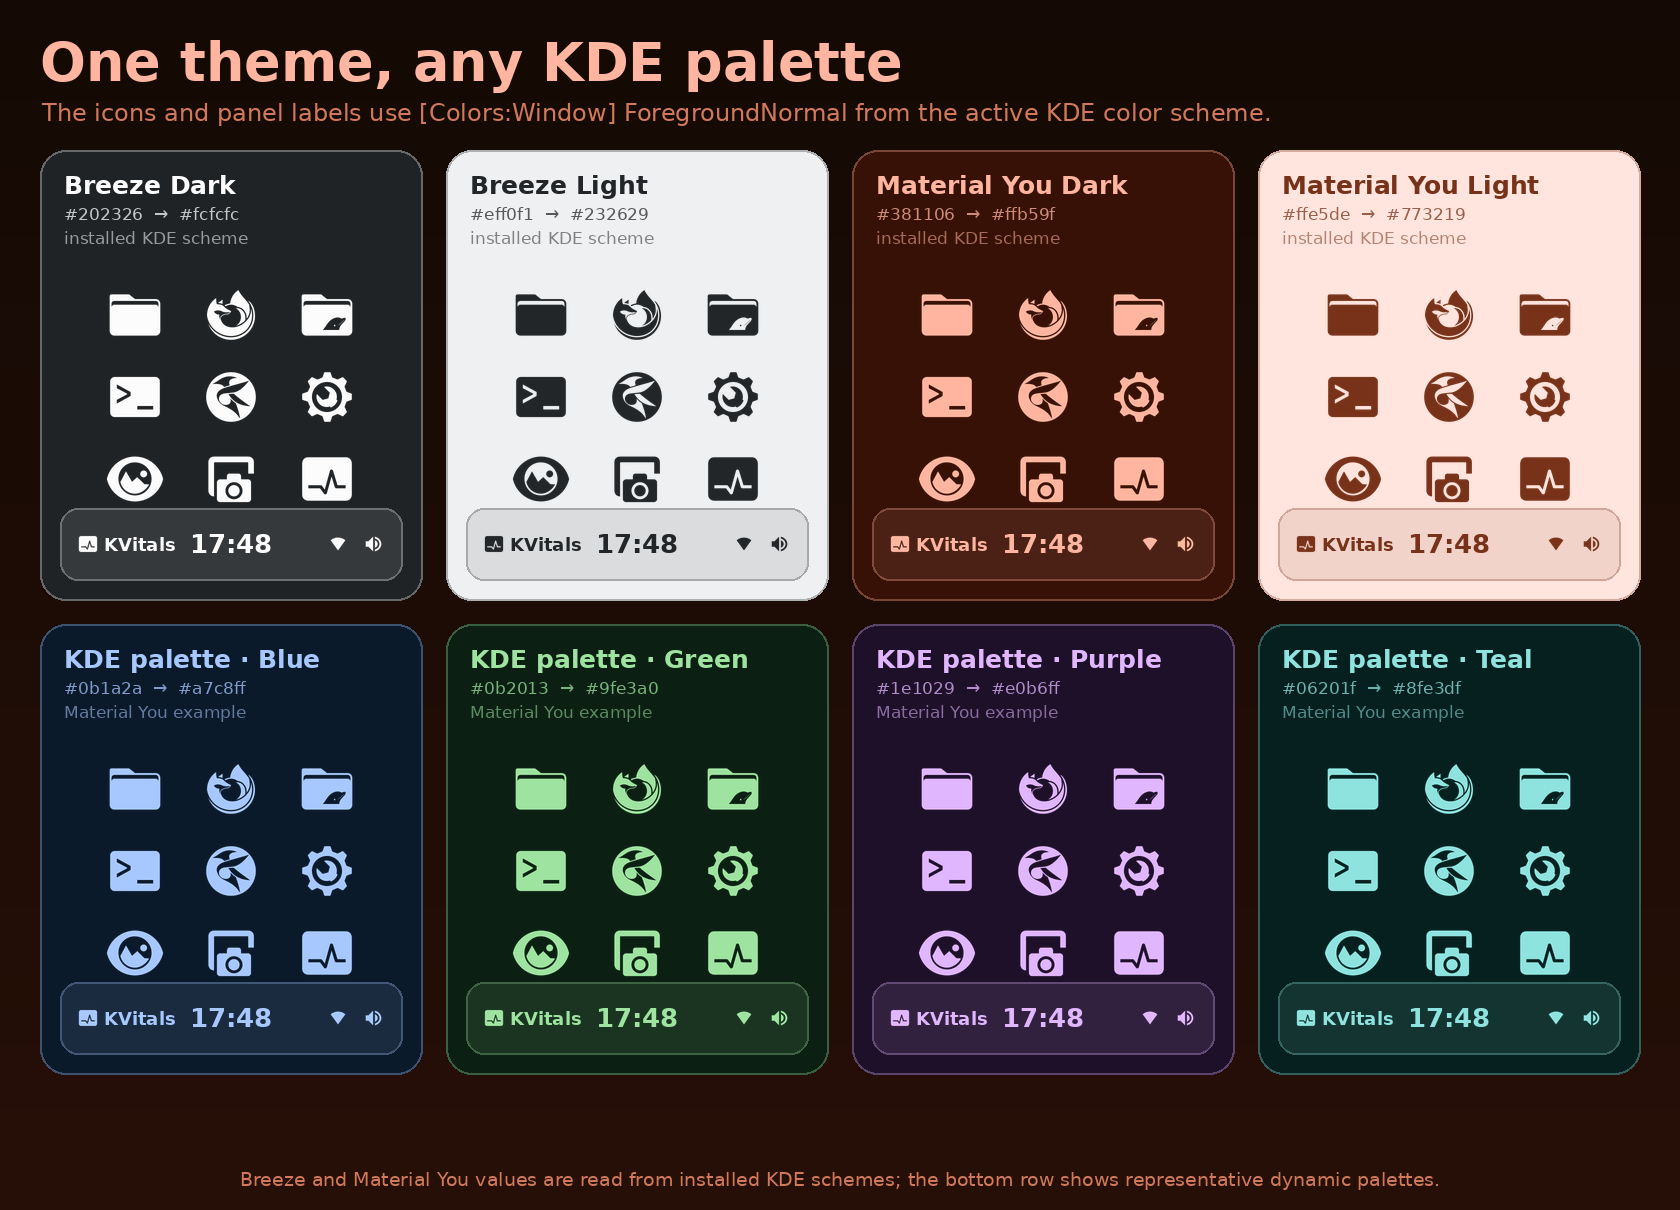 One theme, any KDE palette
The icons and panel labels use [Colors:Window] ForegroundNormal from the active KDE color scheme.
Breeze Dark
#202326 → #fcfcfc
installed KDE scheme
KVitals 17:48
Breeze Light
#eff0f1 → #232629
installed KDE scheme
KVitals 17:48
Material You Dark
#381106 → #ffb59f
installed KDE scheme
KVitals 17:48
Material You Light
#ffe5de → #773219
installed KDE scheme
KVitals 17:48
KDE palette · Blue
#0b1a2a → #a7c8ff
Material You example
KVitals 17:48
KDE palette · Green
#0b2013 → #9fe3a0
Material You example
KVitals 17:48
KDE palette · Purple
#1e1029 → #e0b6ff
Material You example
KVitals 17:48
KDE palette · Teal
#06201f → #8fe3df
Material You example
KVitals 17:48
Breeze and Material You values are read from installed KDE schemes; the bottom row shows representative dynamic palettes.